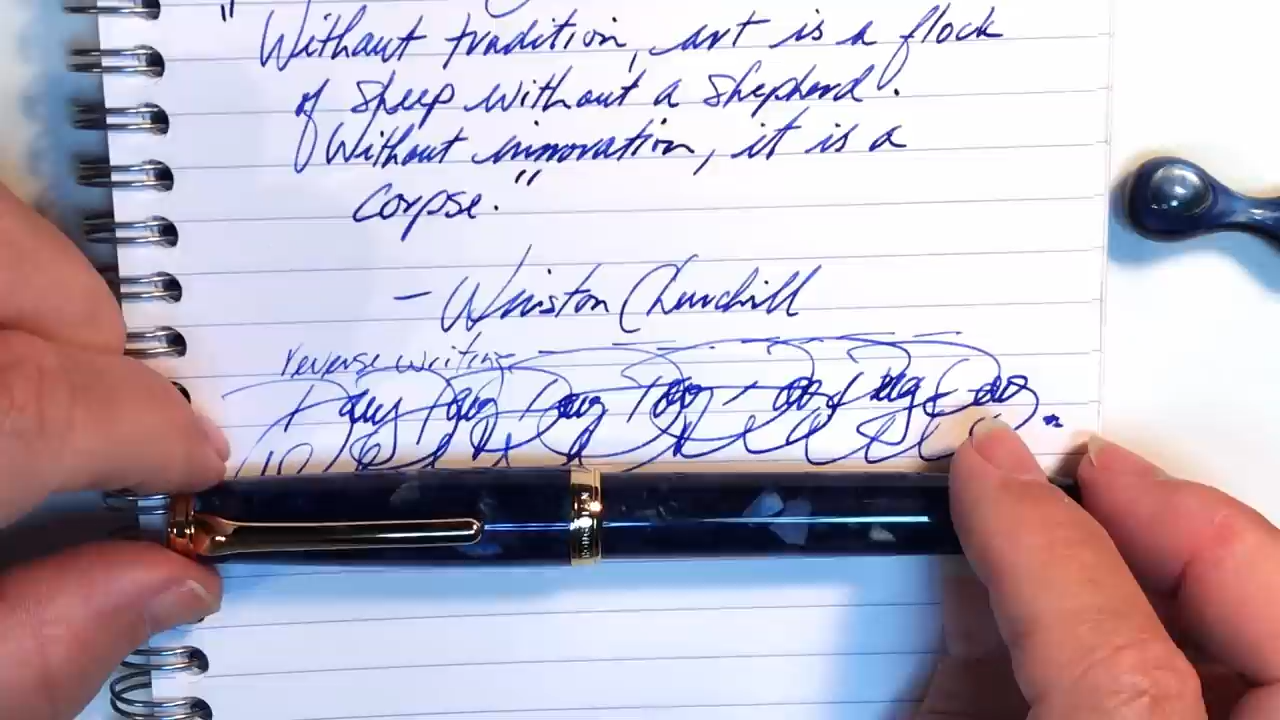 "Without tradition, art is a flock
of sheep without a shepherd.
Without innovation, it is a
corpse."
- Winston Churchill
reverse writing